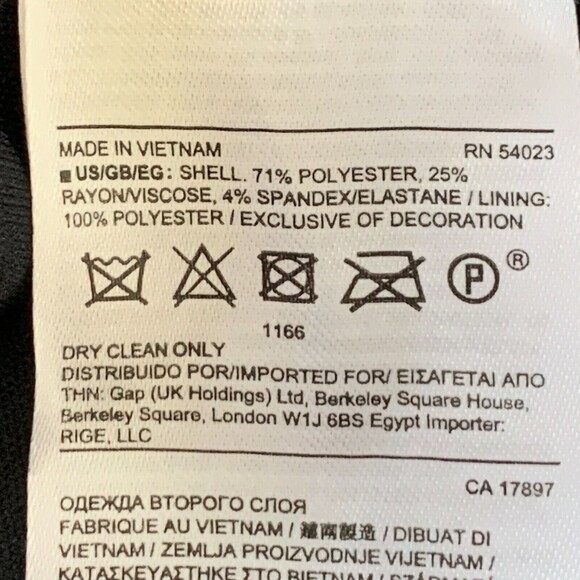 MADE IN VIETNAM RN 54023
US/GB/EG: SHELL. 71% POLYESTER, 25%
RAYON/VISCOSE, 4% SPANDEX/ELASTANE / LINING:
100% POLYESTER / EXCLUSIVE OF DECORATION
P ®
1166
DRY CLEAN ONLY
DISTRIBUIDO POR/IMPORTED FOR/ ΕΙΣΑΓΕΤΑΙ ΑΠΟ
ΤΗΝ: Gap (UK Holdings) Ltd, Berkeley Square House,
Berkeley Square, London W1J 6BS Egypt Importer:
RIGE, LLC
CA 17897
ОДЕЖДА ВТОРОГО СЛОЯ
FABRIQUE AU VIETNAM / 越南製造 / DIBUAT DI
VIETNAM / ZEMLJA PROIZVODNJE VIJETNAM /
ΚΑΤΑΣΚΕΥΑΣΤΗΚΕ ΣΤΟ ΒΙΕΤΝΑΜ /